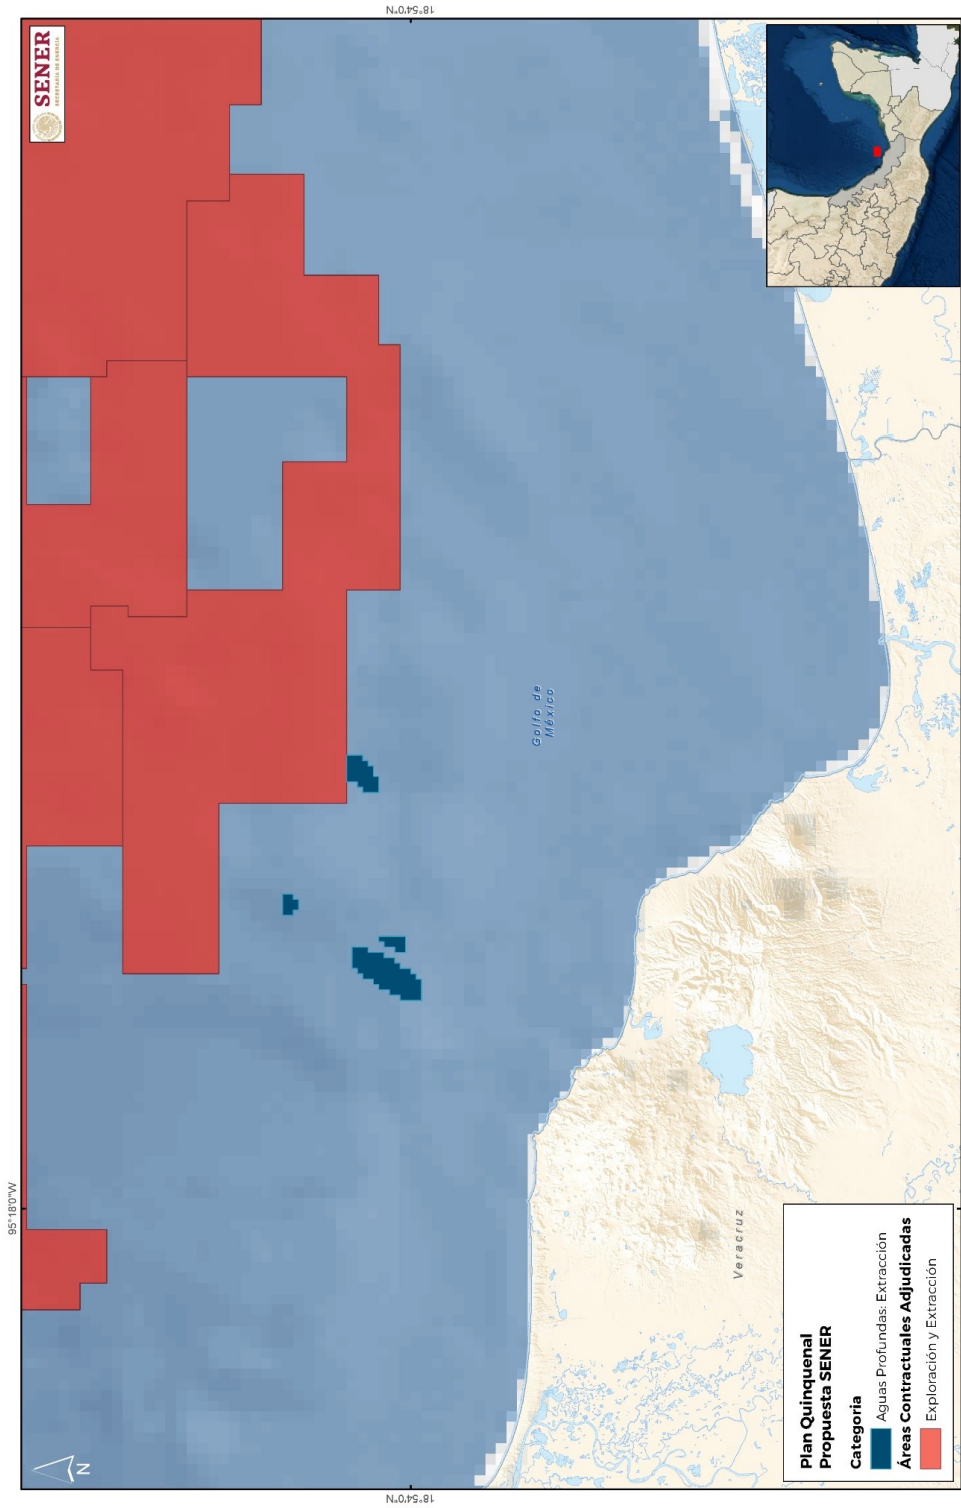 SENER
SECRETARÍA DE ENERGÍA
95°18'0"W
18°54'0"N
18°54'0"N
Golfo de
México
Veracruz
N
Plan Quinquenal
Propuesta SENER
Categoria
Aguas Profundas: Extracción
Áreas Contractuales Adjudicadas
Exploración y Extracción